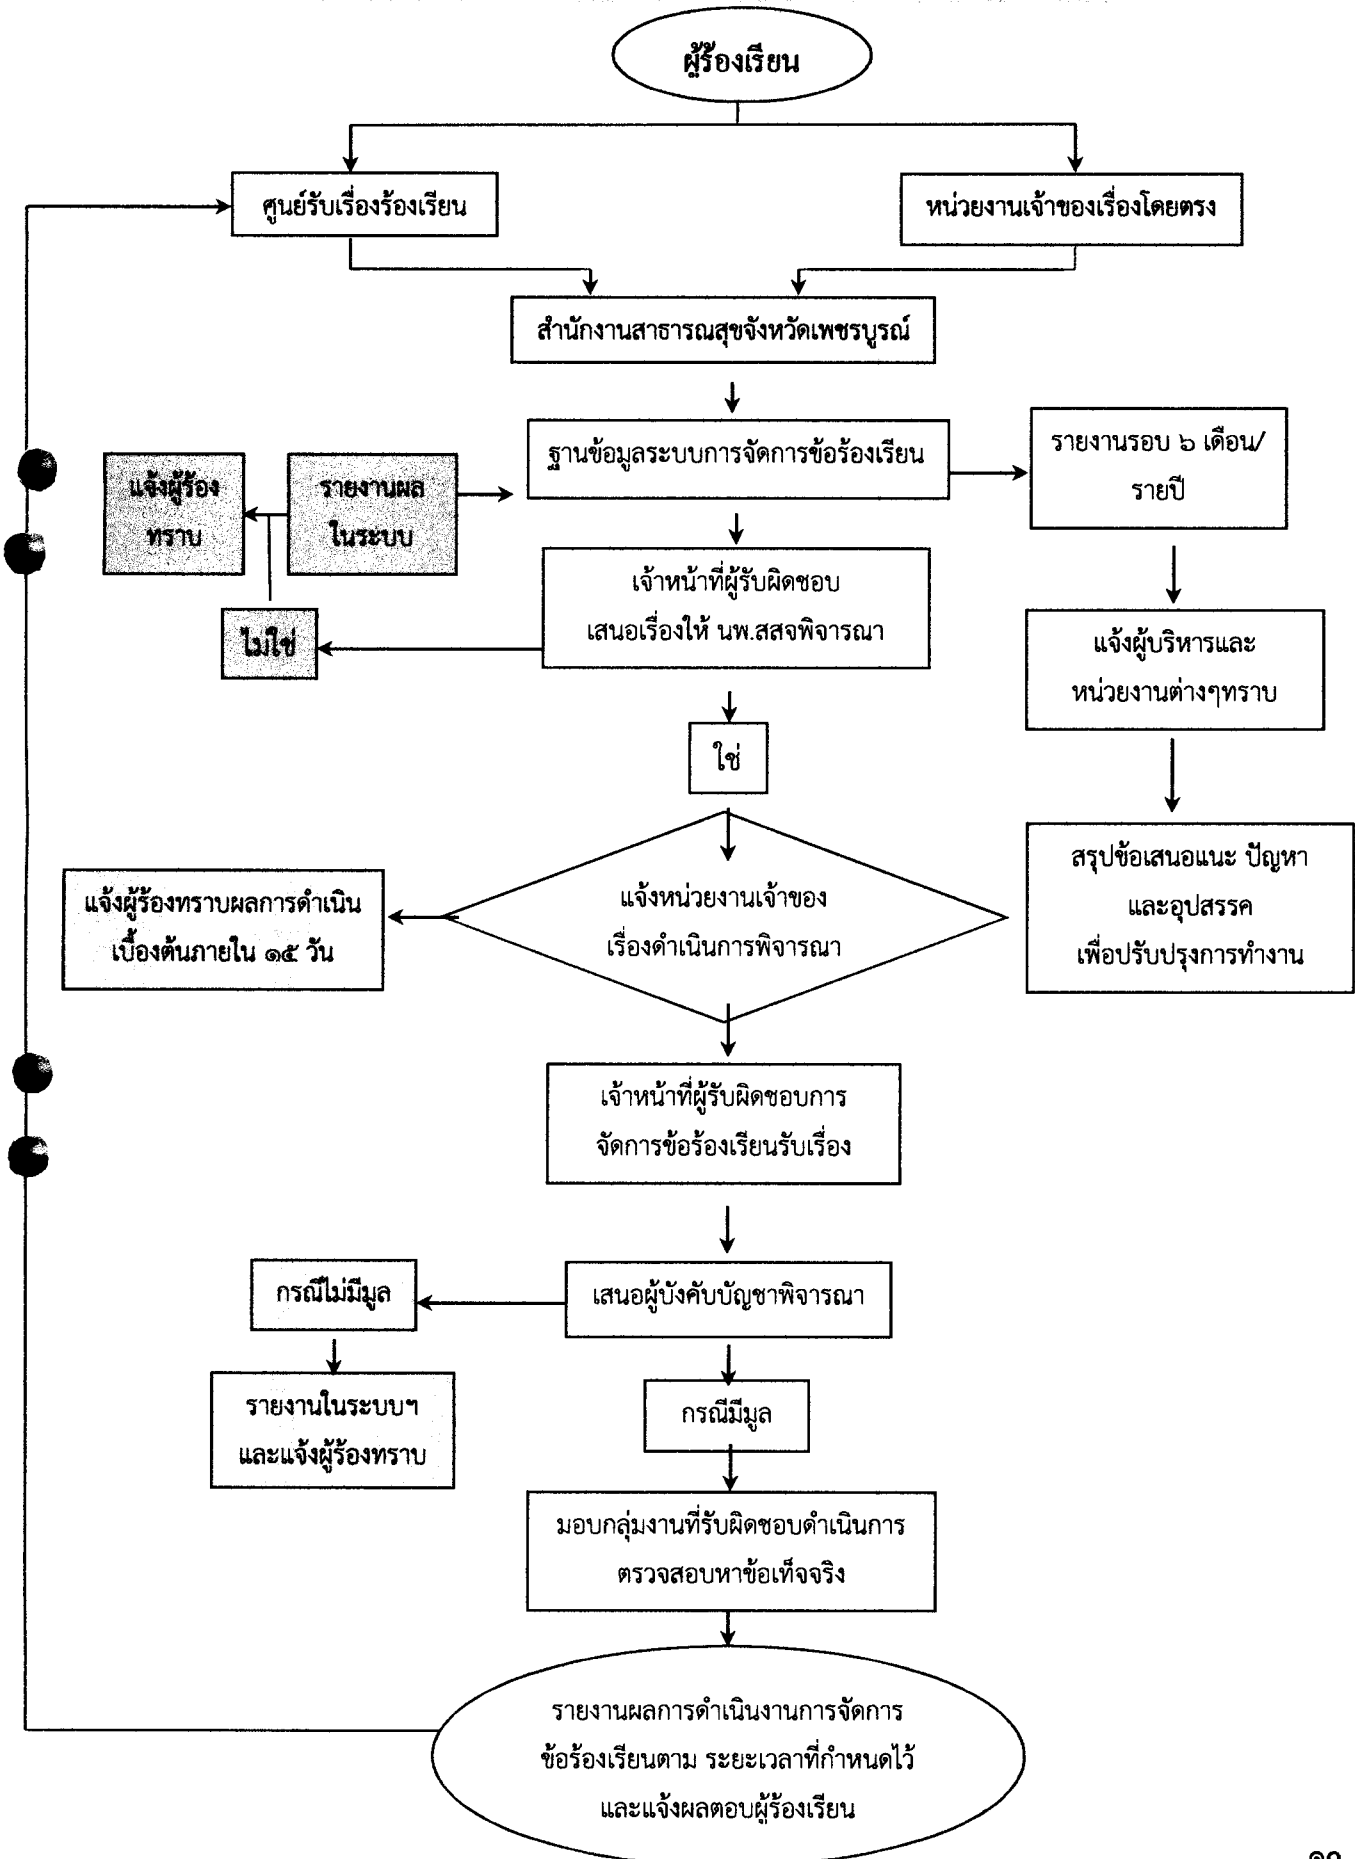 ผู้ร้องเรียน
ศูนย์รับเรื่องร้องเรียน
หน่วยงานเจ้าของเรื่องโดยตรง
สำนักงานสาธารณสุขจังหวัดเพชรบูรณ์
ฐานข้อมูลระบบการจัดการข้อร้องเรียน
รายงานรอบ ๖ เดือน/
รายปี
แจ้งผู้ร้อง
ทราบ
รายงานผล
ในระบบ
เจ้าหน้าที่ผู้รับผิดชอบ
เสนอเรื่องให้ นพ.สสจพิจารณา
ไม่ใช่
แจ้งผู้บริหารและ
หน่วยงานต่างๆทราบ
ใช่
สรุปข้อเสนอแนะ ปัญหา
และอุปสรรค
เพื่อปรับปรุงการทำงาน
แจ้งผู้ร้องทราบผลการดำเนิน
เบื้องต้นภายใน ๑๕ วัน
แจ้งหน่วยงานเจ้าของ
เรื่องดำเนินการพิจารณา
เจ้าหน้าที่ผู้รับผิดชอบการ
จัดการข้อร้องเรียนรับเรื่อง
กรณีไม่มีมูล
เสนอผู้บังคับบัญชาพิจารณา
รายงานในระบบฯ
และแจ้งผู้ร้องทราบ
กรณีมีมูล
มอบกลุ่มงานที่รับผิดชอบดำเนินการ
ตรวจสอบหาข้อเท็จจริง
รายงานผลการดำเนินงานการจัดการ
ข้อร้องเรียนตาม ระยะเวลาที่กำหนดไว้
และแจ้งผลตอบผู้ร้องเรียน